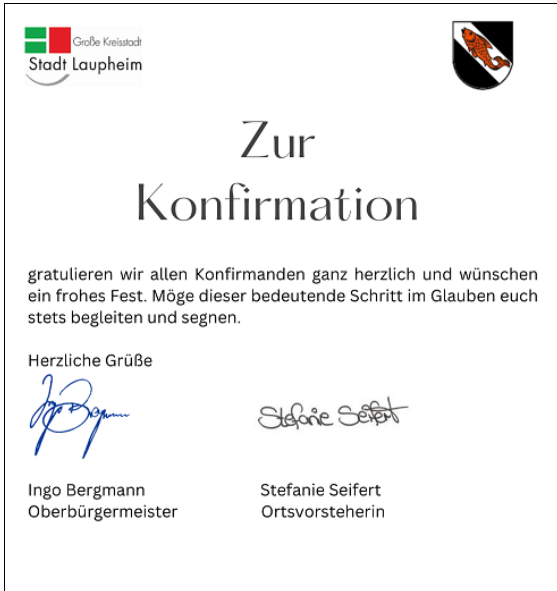 Große Kreisstadt
Stadt Laupheim
Zur
Konfirmation
gratulieren wir allen Konfirmanden ganz herzlich und wünschen
ein frohes Fest. Möge dieser bedeutende Schritt im Glauben euch
stets begleiten und segnen.
Herzliche Grüße
Ingo Bergmann
Stefanie Seifert
Ingo Bergmann
Oberbürgermeister
Stefanie Seifert
Ortsvorsteherin